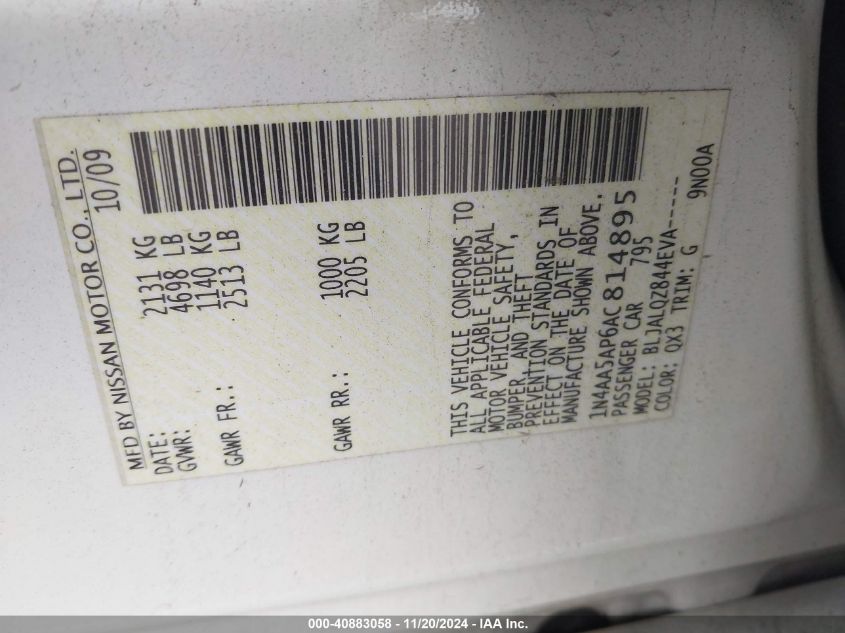 MFD BY NISSAN MOTOR CO., LTD.
DATE: 10/09
GVWR: 2131 KG
4698 LB
GAWR FR.: 1140 KG
2513 LB
GAWR RR.: 1000 KG
2205 LB
THIS VEHICLE CONFORMS TO
ALL APPLICABLE FEDERAL
MOTOR VEHICLE SAFETY,
BUMPER, AND THEFT
PREVENTION STANDARDS IN
EFFECT ON THE DATE OF
MANUFACTURE SHOWN ABOVE.
1N4AA5AP6AC814895
PASSENGER CAR 795
MODEL: BLJALQZ844EVA-----
COLOR: QX3 TRIM: G 9N00A
000-40883058 - 11/20/2024 - IAA Inc.